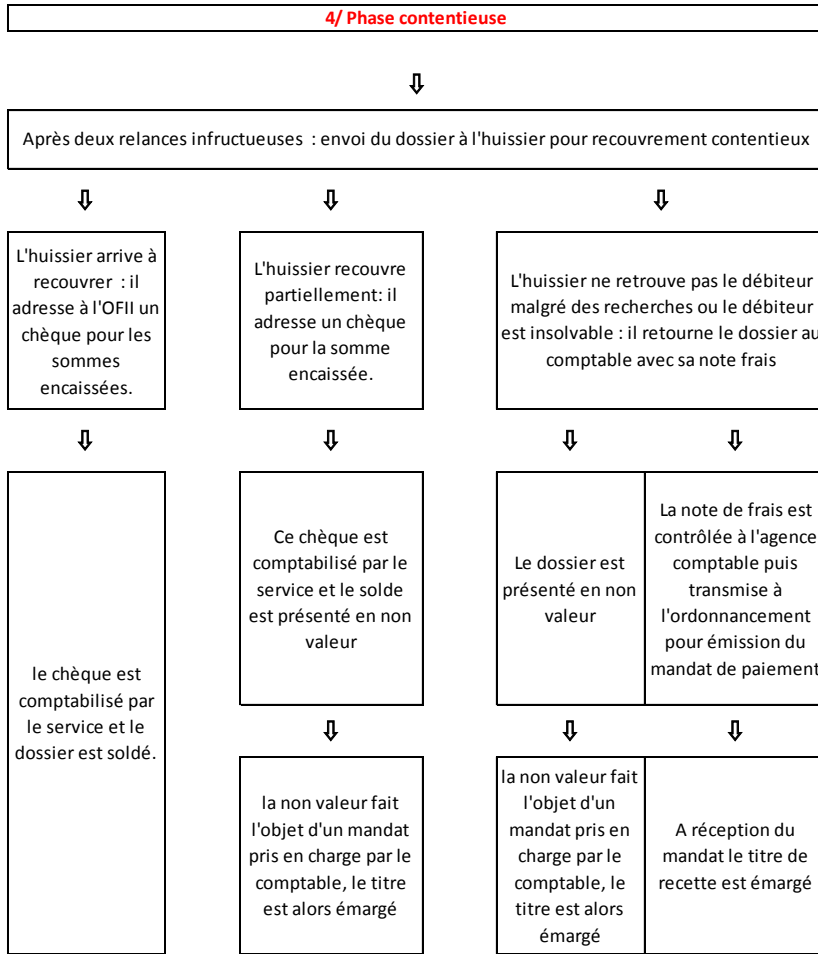 4/ Phase contentieuse
Après deux relances infructueuses : envoi du dossier à l'huissier pour recouvrement contentieux
L'huissier arrive à
recouvrer : il
adresse à l'OFII un
chèque pour les
sommes
encaissées.
L'huissier recouvre
partiellement: il
adresse un chèque
pour la somme
encaissée.
L'huissier ne retrouve pas le débiteur
malgré des recherches ou le débiteur
est insolvable : il retourne le dossier au
comptable avec sa note frais
le chèque est
comptabilisé par
le service et le
dossier est soldé.
Ce chèque est
comptabilisé par le
service et le solde
est présenté en non
valeur
Le dossier est
présenté en non
valeur
La note de frais est
contrôlée à l'agence
comptable puis
transmise à
l'ordonnancement
pour émission du
mandat de paiement
la non valeur fait
l'objet d'un mandat
pris en charge par le
comptable, le titre
est alors émargé
la non valeur fait
l'objet d'un
mandat pris en
charge par le
comptable, le
titre est alors
émargé
A réception du
mandat le titre de
recette est émargé